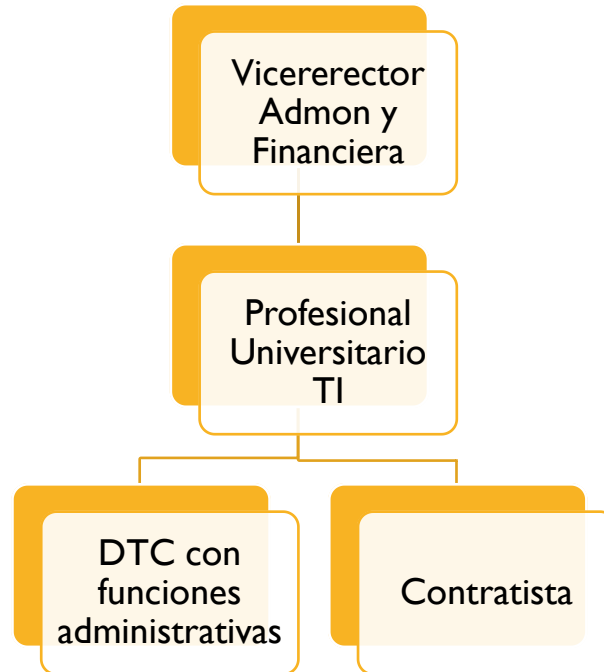 Vicererector
Admon y
Financiera
Profesional
Universitario
TI
DTC con
funciones
administrativas
Contratista